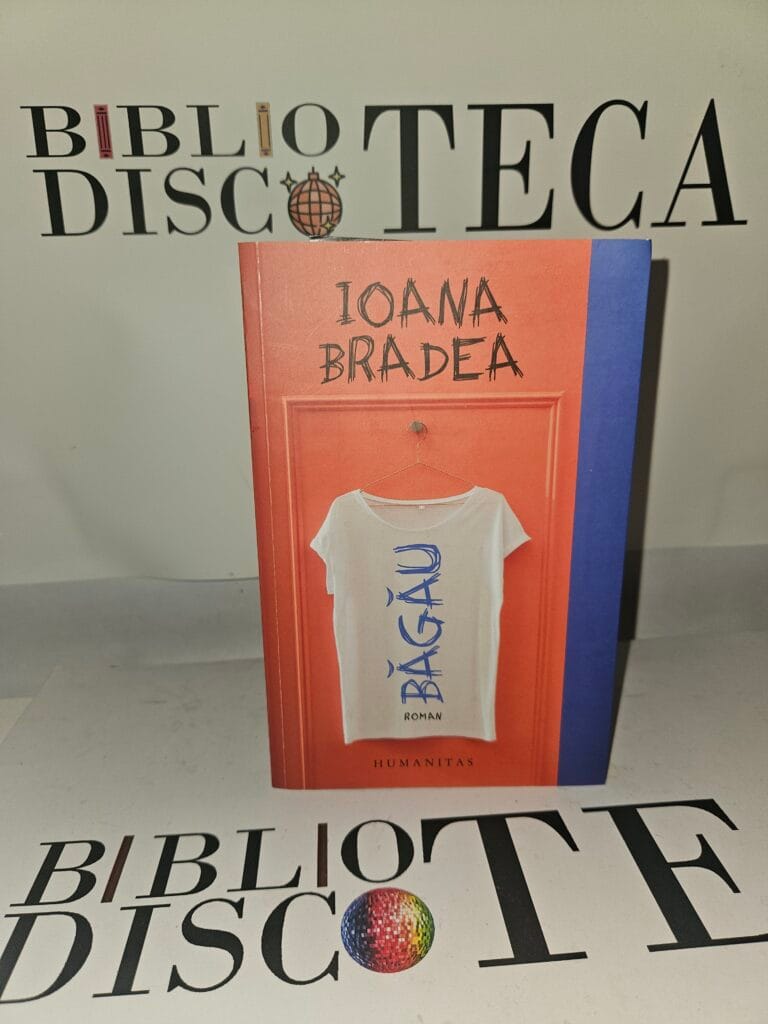 BIBLIO
DISCOTECA
IOANA
BRADEA
BĂGĂU
ROMAN
HUMANITAS
BIBLIO
DISCOTE